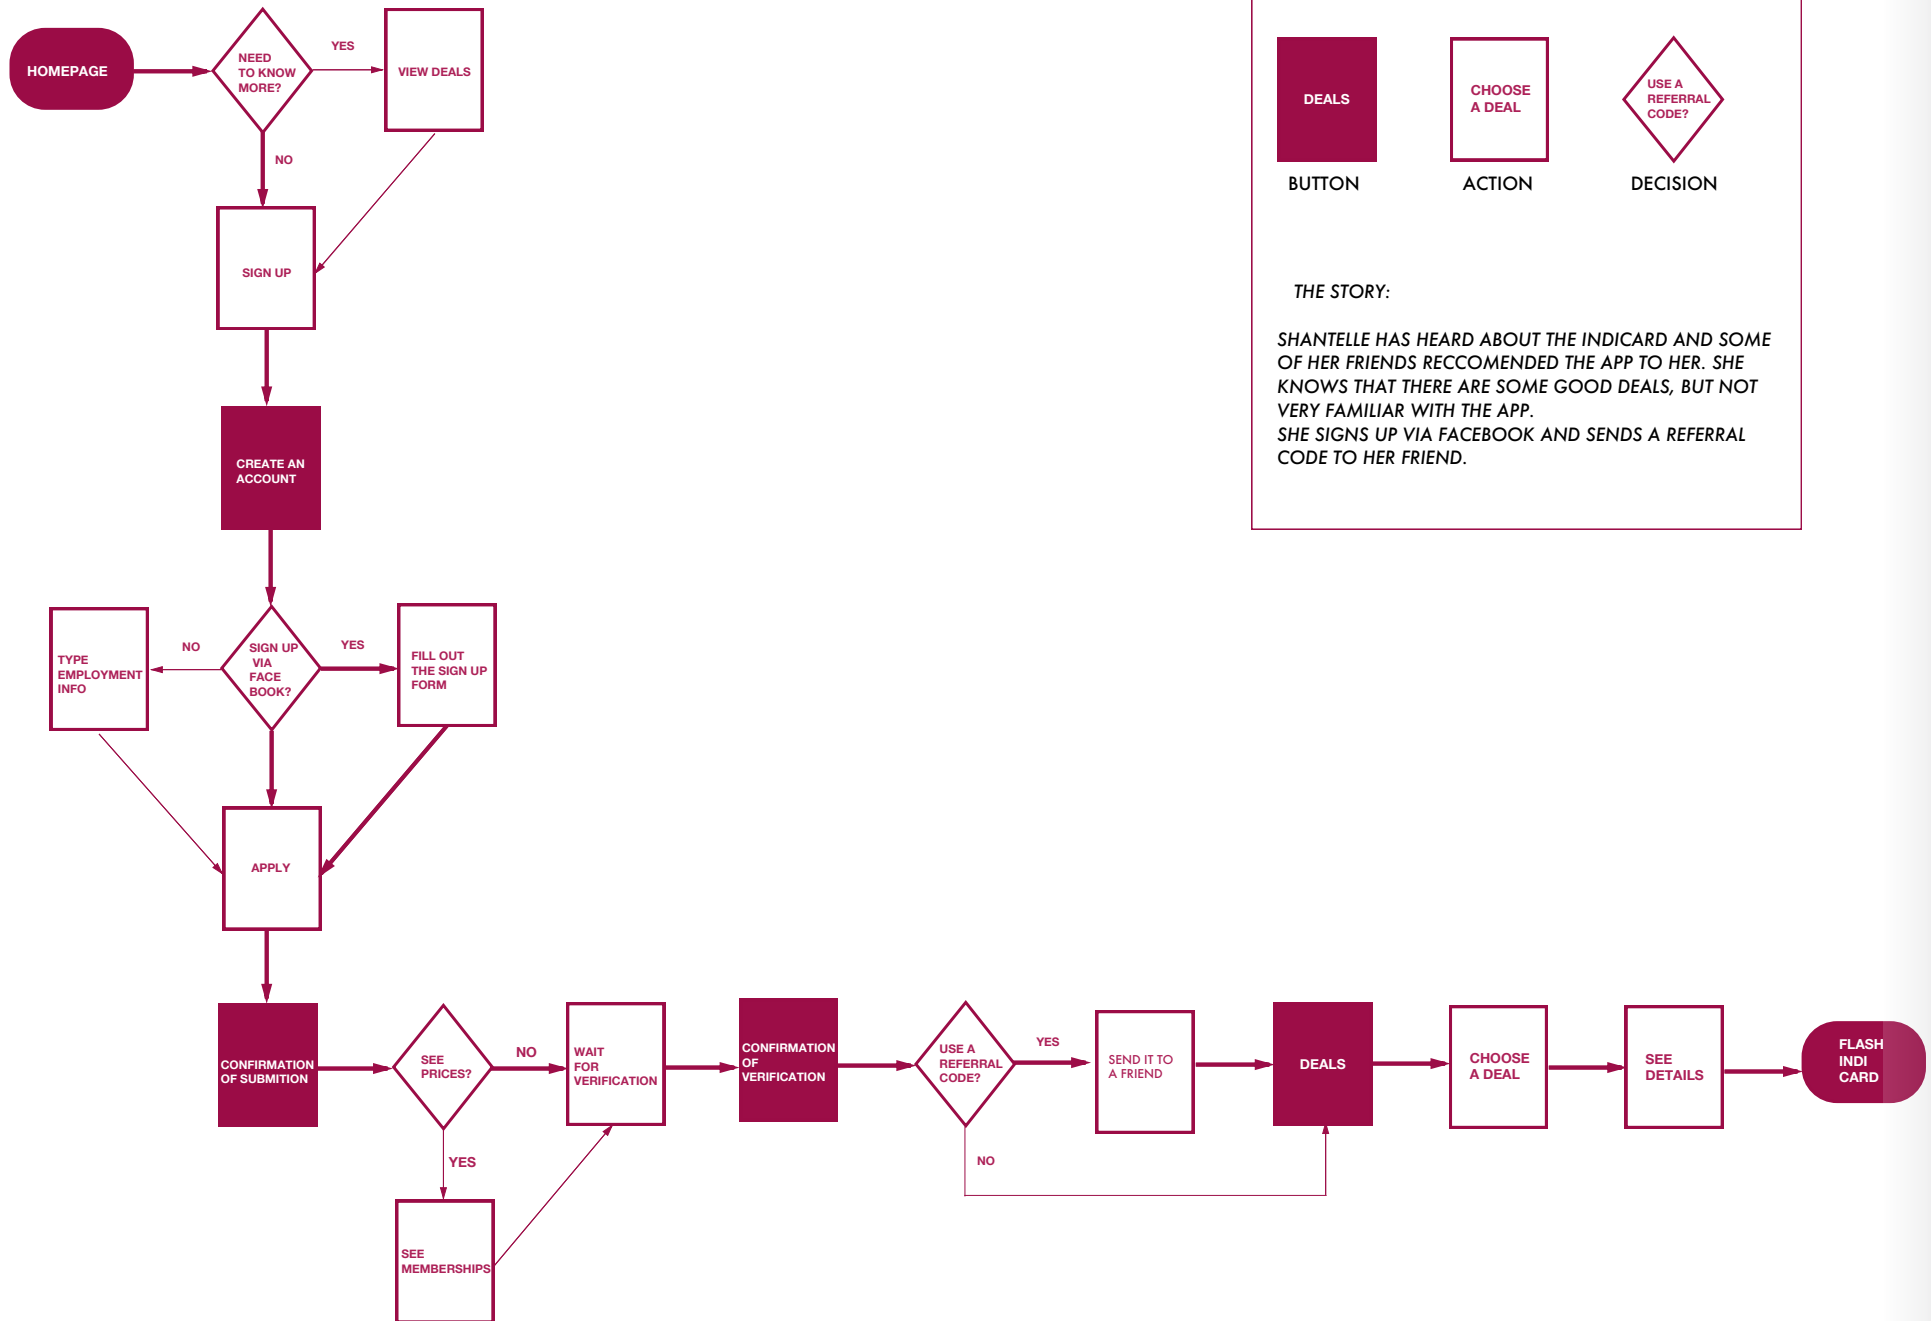 HOMEPAGE
NEED
TO KNOW
MORE?
YES
VIEW DEALS
NO
SIGN UP
CREATE AN
ACCOUNT
NO
SIGN UP
VIA
FACE
BOOK?
YES
TYPE
EMPLOYMENT
INFO
FILL OUT
THE SIGN UP
FORM
APPLY
CONFIRMATION
OF SUBMITION
SEE
PRICES?
NO
YES
SEE
MEMBERSHIPS
WAIT
FOR
VERIFICATION
CONFIRMATION
OF
VERIFICATION
USE A
REFERRAL
CODE?
YES
NO
SEND IT TO
A FRIEND
DEALS
CHOOSE
A DEAL
SEE
DETAILS
FLASH
INDI
CARD
DEALS
BUTTON
CHOOSE
A DEAL
ACTION
USE A
REFERRAL
CODE?
DECISION
THE STORY:
SHANTELLE HAS HEARD ABOUT THE INDICARD AND SOME
OF HER FRIENDS RECCOMENDED THE APP TO HER. SHE
KNOWS THAT THERE ARE SOME GOOD DEALS, BUT NOT
VERY FAMILIAR WITH THE APP.
SHE SIGNS UP VIA FACEBOOK AND SENDS A REFERRAL
CODE TO HER FRIEND.